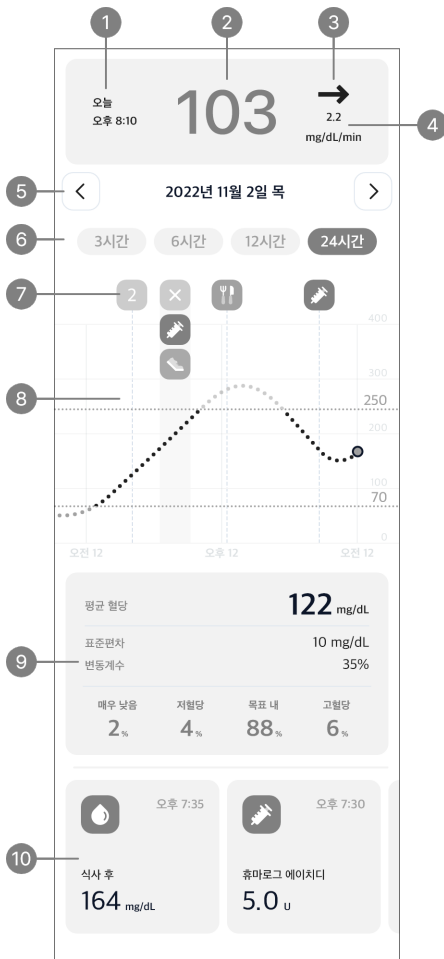 1
2
3
오늘
오후 8:10
103
2.2
mg/dL/min
4
5
2022년 11월 2일 목
6
3시간
6시간
12시간
24시간
7
2
400
8
300
250
200
100
70
0
오전 12
오후 12
오전 12
평균 혈당
122 mg/dL
9
표준편차
10 mg/dL
변동계수
35%
매우 낮음
저혈당
목표 내
고혈당
2%
4%
88%
6%
오후 7:35
오후 7:30
10
식사 후
휴마로그 에이치디
164 mg/dL
5.0 U